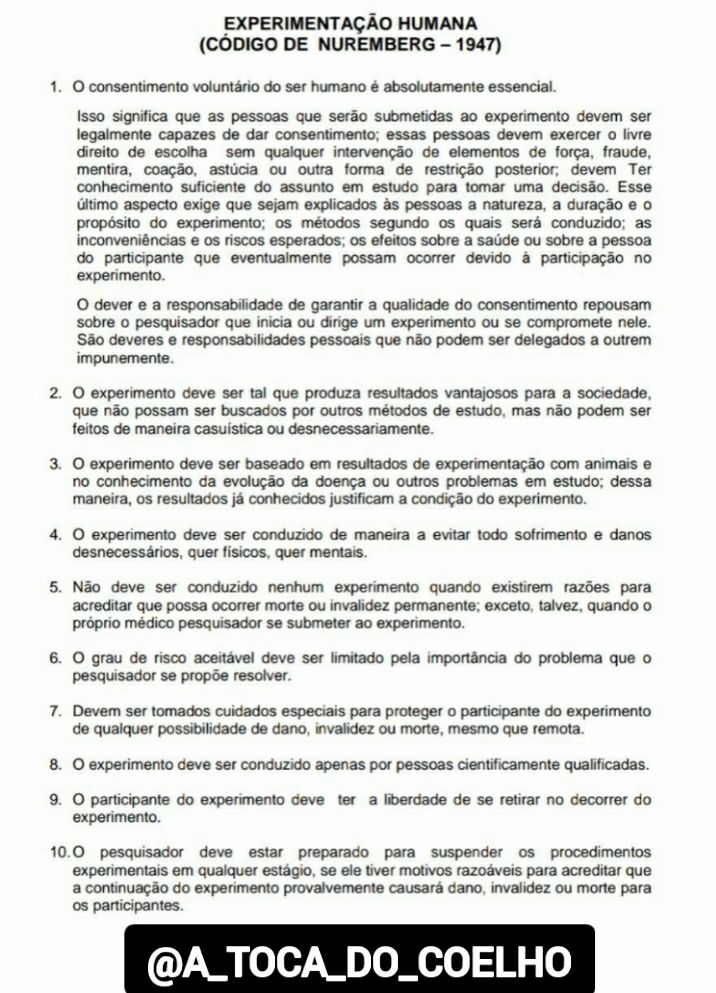 EXPERIMENTAÇÃO HUMANA
(CÓDIGO DE NUREMBERG – 1947)
1. O consentimento voluntário do ser humano é absolutamente essencial.
Isso significa que as pessoas que serão submetidas ao experimento devem ser
legalmente capazes de dar consentimento; essas pessoas devem exercer o livre
direito de escolha sem qualquer intervenção de elementos de força, fraude,
mentira, coação, astúcia ou outra forma de restrição posterior; devem Ter
conhecimento suficiente do assunto em estudo para tomar uma decisão. Esse
último aspecto exige que sejam explicados às pessoas a natureza, a duração e o
propósito do experimento; os métodos segundo os quais será conduzido; as
inconveniências e os riscos esperados; os efeitos sobre a saúde ou sobre a pessoa
do participante que eventualmente possam ocorrer devido à participação no
experimento.
O dever e a responsabilidade de garantir a qualidade do consentimento repousam
sobre o pesquisador que inicia ou dirige um experimento ou se compromete nele.
São deveres e responsabilidades pessoais que não podem ser delegados a outrem
impunemente.
2. O experimento deve ser tal que produza resultados vantajosos para a sociedade,
que não possam ser buscados por outros métodos de estudo, mas não podem ser
feitos de maneira casuística ou desnecessariamente.
3. O experimento deve ser baseado em resultados de experimentação com animais e
no conhecimento da evolução da doença ou outros problemas em estudo; dessa
maneira, os resultados já conhecidos justificam a condição do experimento.
4. O experimento deve ser conduzido de maneira a evitar todo sofrimento e danos
desnecessários, quer físicos, quer mentais.
5. Não deve ser conduzido nenhum experimento quando existirem razões para
acreditar que possa ocorrer morte ou invalidez permanente; exceto, talvez, quando o
próprio médico pesquisador se submeter ao experimento.
6. O grau de risco aceitável deve ser limitado pela importância do problema que o
pesquisador se propõe resolver.
7. Devem ser tomados cuidados especiais para proteger o participante do experimento
de qualquer possibilidade de dano, invalidez ou morte, mesmo que remota.
8. O experimento deve ser conduzido apenas por pessoas cientificamente qualificadas.
9. O participante do experimento deve ter a liberdade de se retirar no decorrer do
experimento.
10. O pesquisador deve estar preparado para suspender os procedimentos
experimentais em qualquer estágio, se ele tiver motivos razoáveis para acreditar que
a continuação do experimento provalvemente causará dano, invalidez ou morte para
os participantes.
@A_TOCA_DO_COELHO